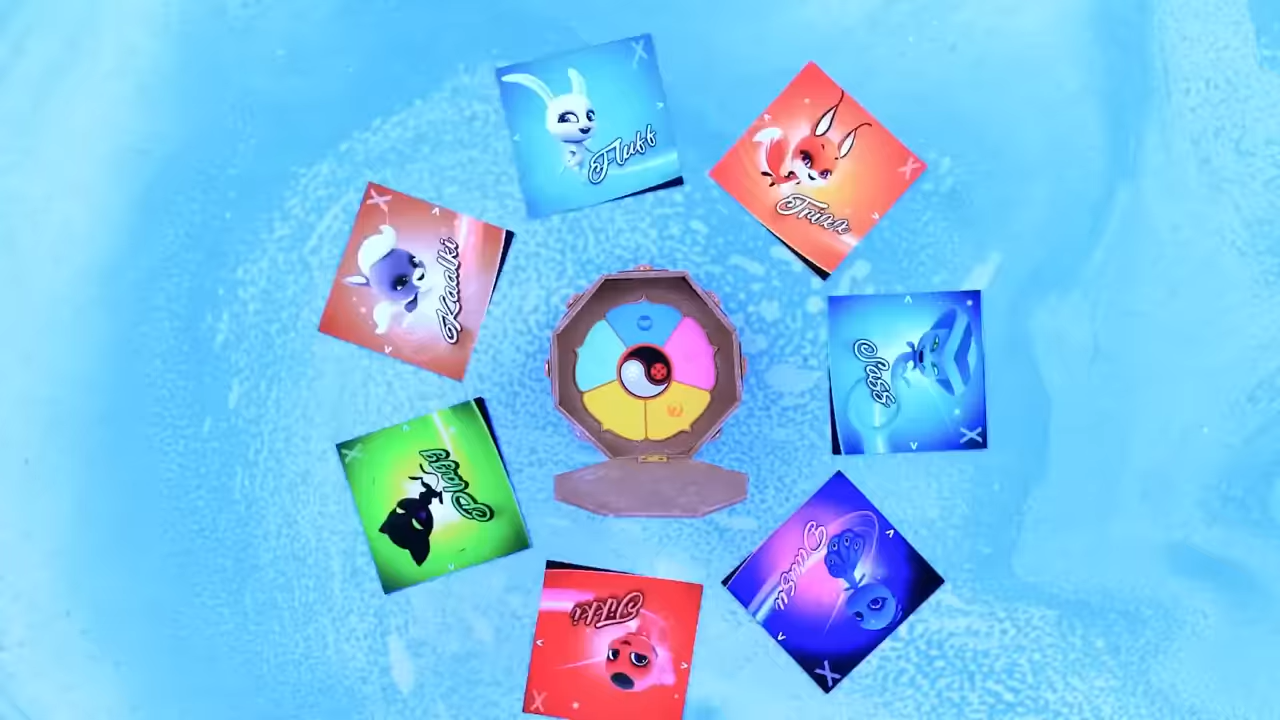 Fluff
Trixx
Kaalki
Sass
Plagg
Duusu
Tikki